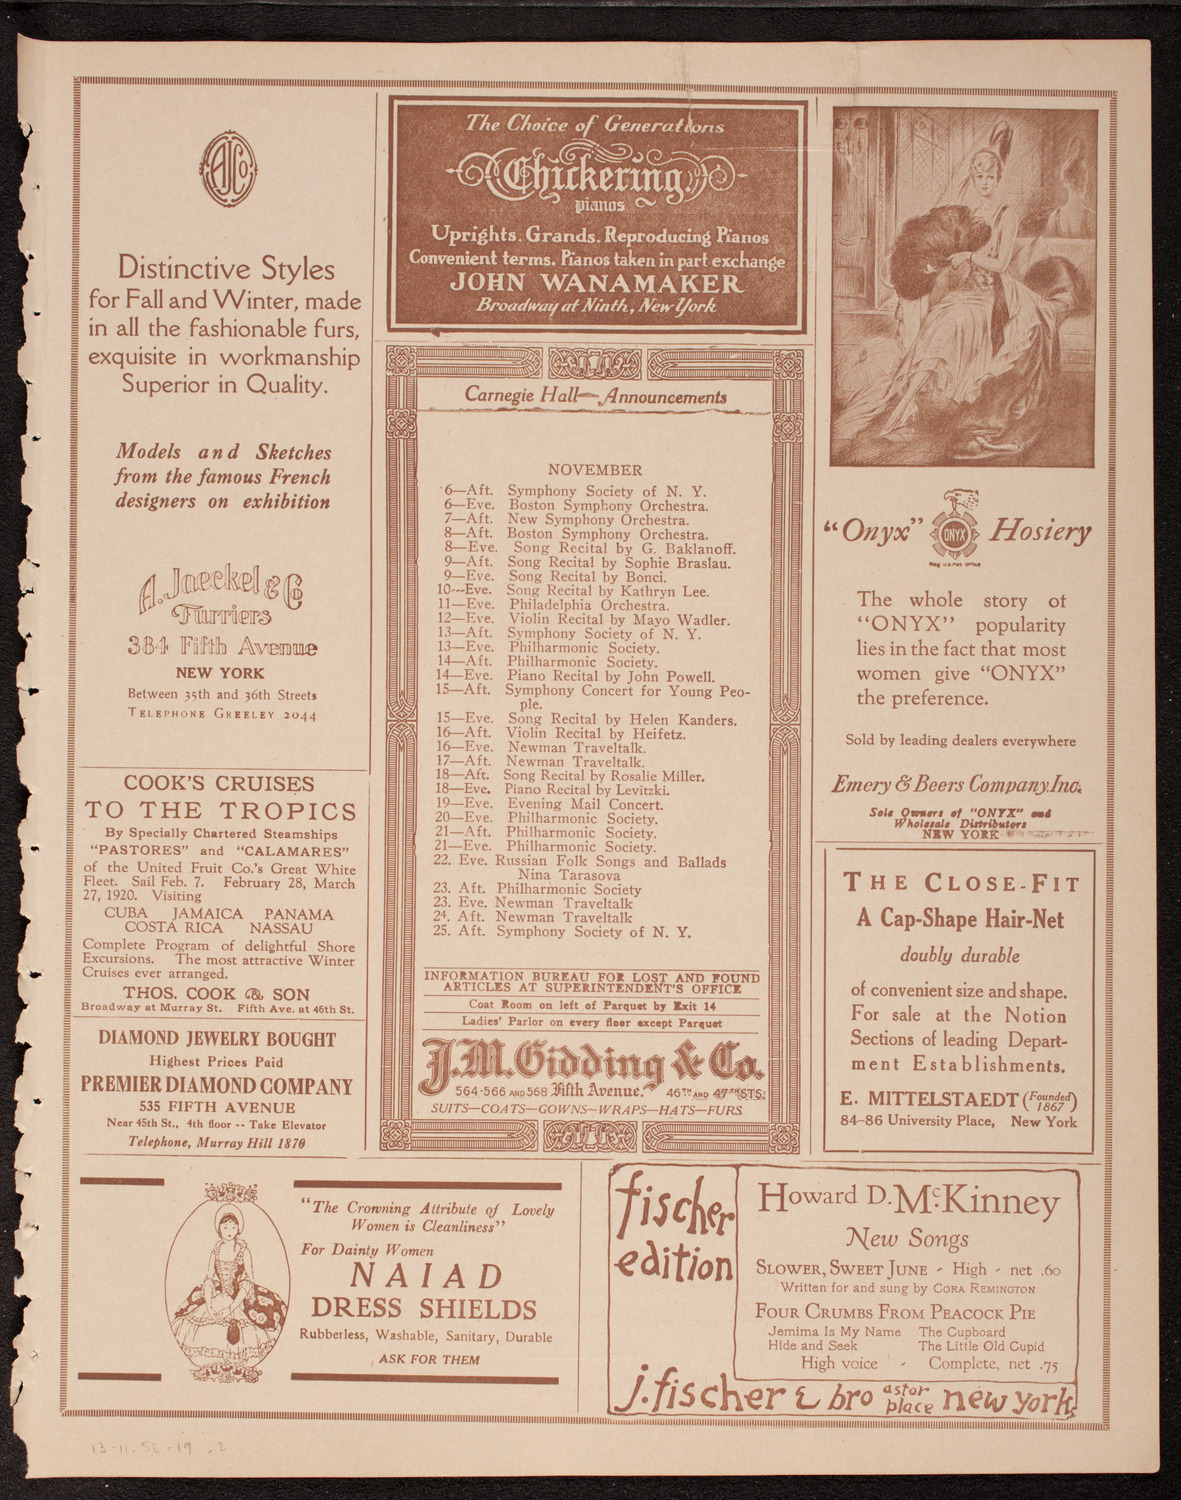 AJCo
Distinctive Styles
for Fall and Winter, made
in all the fashionable furs,
exquisite in workmanship
Superior in Quality.
Models and Sketches
from the famous French
designers on exhibition
A. Jaeckel & Co
Furriers
384 Fifth Avenue
NEW YORK
Between 35th and 36th Streets
TELEPHONE GREELEY 2044
COOK'S CRUISES
TO THE TROPICS
By Specially Chartered Steamships
"PASTORES" and "CALAMARES"
of the United Fruit Co.'s Great White
Fleet. Sail Feb. 7. February 28, March
27, 1920. Visiting
CUBA JAMAICA PANAMA
COSTA RICA NASSAU
Complete Program of delightful Shore
Excursions. The most attractive Winter
Cruises ever arranged.
THOS. COOK & SON
Broadway at Murray St. Fifth Ave. at 46th St.
DIAMOND JEWELRY BOUGHT
Highest Prices Paid
PREMIER DIAMOND COMPANY
535 FIFTH AVENUE
Near 45th St., 4th floor -- Take Elevator
Telephone, Murray Hill 1870
The Choice of Generations
Chickering
pianos
Uprights. Grands. Reproducing Pianos
Convenient terms. Pianos taken in part exchange
JOHN WANAMAKER
Broadway at Ninth, New York
Carnegie Hall—Announcements
NOVEMBER
6—Aft. Symphony Society of N. Y.
6—Eve. Boston Symphony Orchestra.
7—Aft. New Symphony Orchestra.
8—Aft. Boston Symphony Orchestra.
8—Eve. Song Recital by G. Baklanoff.
9—Aft. Song Recital by Sophie Braslau.
9—Eve. Song Recital by Bonci.
10--Eve. Song Recital by Kathryn Lee.
11—Eve. Philadelphia Orchestra.
12—Eve. Violin Recital by Mayo Wadler.
13—Aft. Symphony Society of N. Y.
13—Eve. Philharmonic Society.
14—Aft. Philharmonic Society.
14—Eve. Piano Recital by John Powell.
15—Aft. Symphony Concert for Young Peo-
ple.
15—Eve. Song Recital by Helen Kanders.
16—Aft. Violin Recital by Heifetz.
16—Eve. Newman Traveltalk.
17—Aft. Newman Traveltalk.
18—Aft. Song Recital by Rosalie Miller.
18—Eve. Piano Recital by Levitzki.
19—Eve. Evening Mail Concert.
20—Eve. Philharmonic Society.
21—Aft. Philharmonic Society.
21—Eve. Philharmonic Society.
22. Eve. Russian Folk Songs and Ballads
Nina Tarasova
23. Aft. Philharmonic Society
23. Eve. Newman Traveltalk
24. Aft. Newman Traveltalk
25. Aft. Symphony Society of N. Y.
INFORMATION BUREAU FOR LOST AND FOUND
ARTICLES AT SUPERINTENDENT'S OFFICE
Coat Room on left of Parquet by Exit 14
Ladies' Parlor on every floor except Parquet
J.M. Gidding & Co.
564-566 AND 568 Fifth Avenue. 46TH AND 47TH STS.
SUITS—COATS—GOWNS—WRAPS—HATS—FURS
"Onyx" ONYX Hosiery
Reg. U.S. Pat. Office
The whole story of
"ONYX" popularity
lies in the fact that most
women give "ONYX"
the preference.
Sold by leading dealers everywhere
Emery & Beers Company, Inc.
Sole Owners of "ONYX" and
Wholesale Distributors
NEW YORK
THE CLOSE-FIT
A Cap-Shape Hair-Net
doubly durable
of convenient size and shape.
For sale at the Notion
Sections of leading Depart-
ment Establishments.
E. MITTELSTAEDT (Founded 1867)
84-86 University Place, New York
"The Crowning Attribute of Lovely
Women is Cleanliness"
For Dainty Women
NAIAD
DRESS SHIELDS
Rubberless, Washable, Sanitary, Durable
ASK FOR THEM
fischer
edition
Howard D. McKinney
New Songs
SLOWER, SWEET JUNE - High - net .60
Written for and sung by CORA REMINGTON
FOUR CRUMBS FROM PEACOCK PIE
Jemima Is My Name The Cupboard
Hide and Seek The Little Old Cupid
High voice - Complete, net .75
j. fischer & bro astor place new york
13-11.SE-19 .2